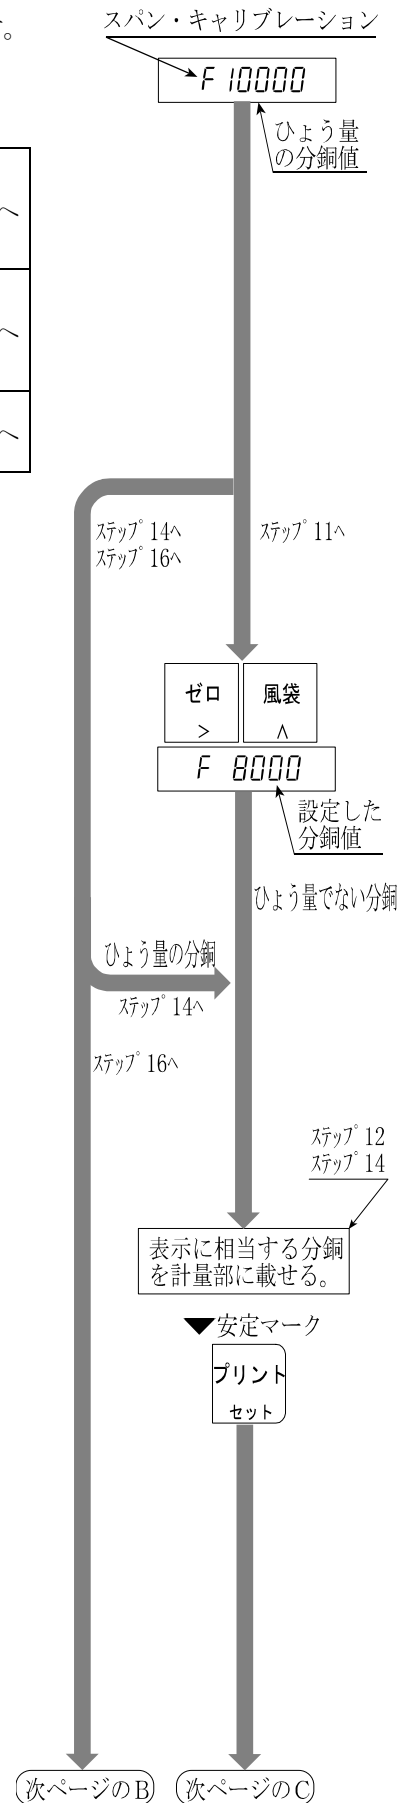 。
スパン・キャリブレーション
F 10000
ひょう量
の分銅値
へ
へ
へ
ｽﾃｯﾌﾟ 14へ
ｽﾃｯﾌﾟ 16へ
ｽﾃｯﾌﾟ 11へ
ゼロ
>
風袋
∧
F 8000
設定した
分銅値
ひょう量でない分銅
ひょう量の分銅
ｽﾃｯﾌﾟ 14へ
ｽﾃｯﾌﾟ 16へ
ｽﾃｯﾌﾟ 12
ｽﾃｯﾌﾟ 14
表示に相当する分銅
を計量部に載せる。
▼安定マーク
プリント
セット
次ページのB
次ページのC